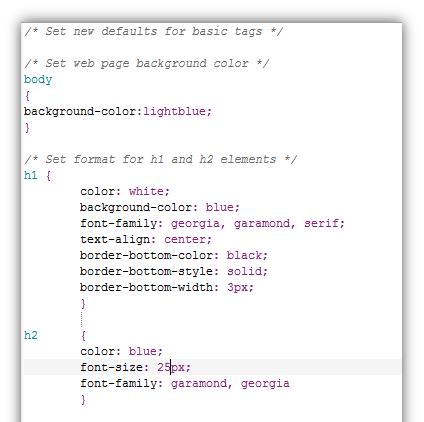 /* Set new defaults for basic tags */
/* Set web page background color */
body
{
background-color:lightblue;
}
/* Set format for h1 and h2 elements */
h1 {
color: white;
background-color: blue;
font-family: georgia, garamond, serif;
text-align: center;
border-bottom-color: black;
border-bottom-style: solid;
border-bottom-width: 3px;
}
h2 {
color: blue;
font-size: 25px;
font-family: garamond, georgia
}